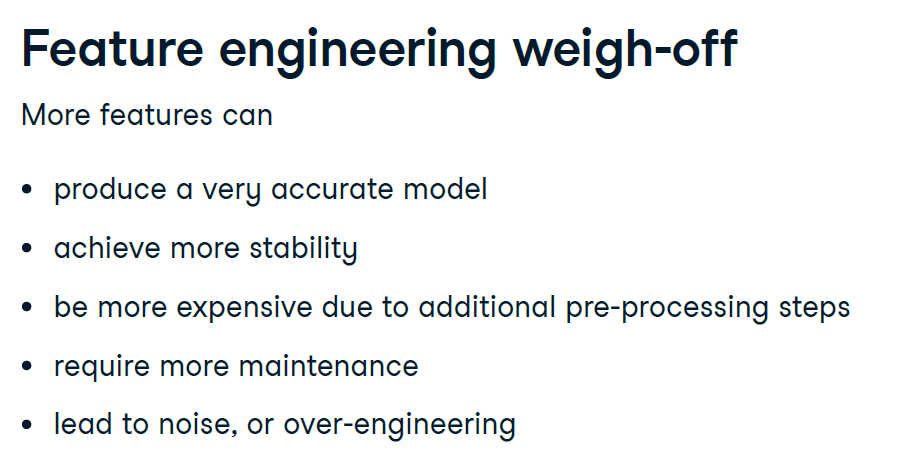 Feature engineering weigh-off
More features can
• produce a very accurate model
• achieve more stability
• be more expensive due to additional pre-processing steps
• require more maintenance
• lead to noise, or over-engineering